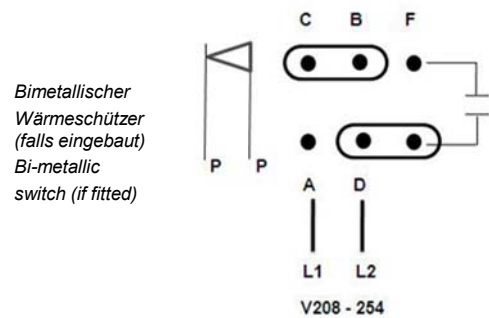 C B F
Bimetallischer
Wärmeschützer
(falls eingebaut)
Bi-metallic
switch (if fitted)
P P
A D
L1 L2
V208 - 254